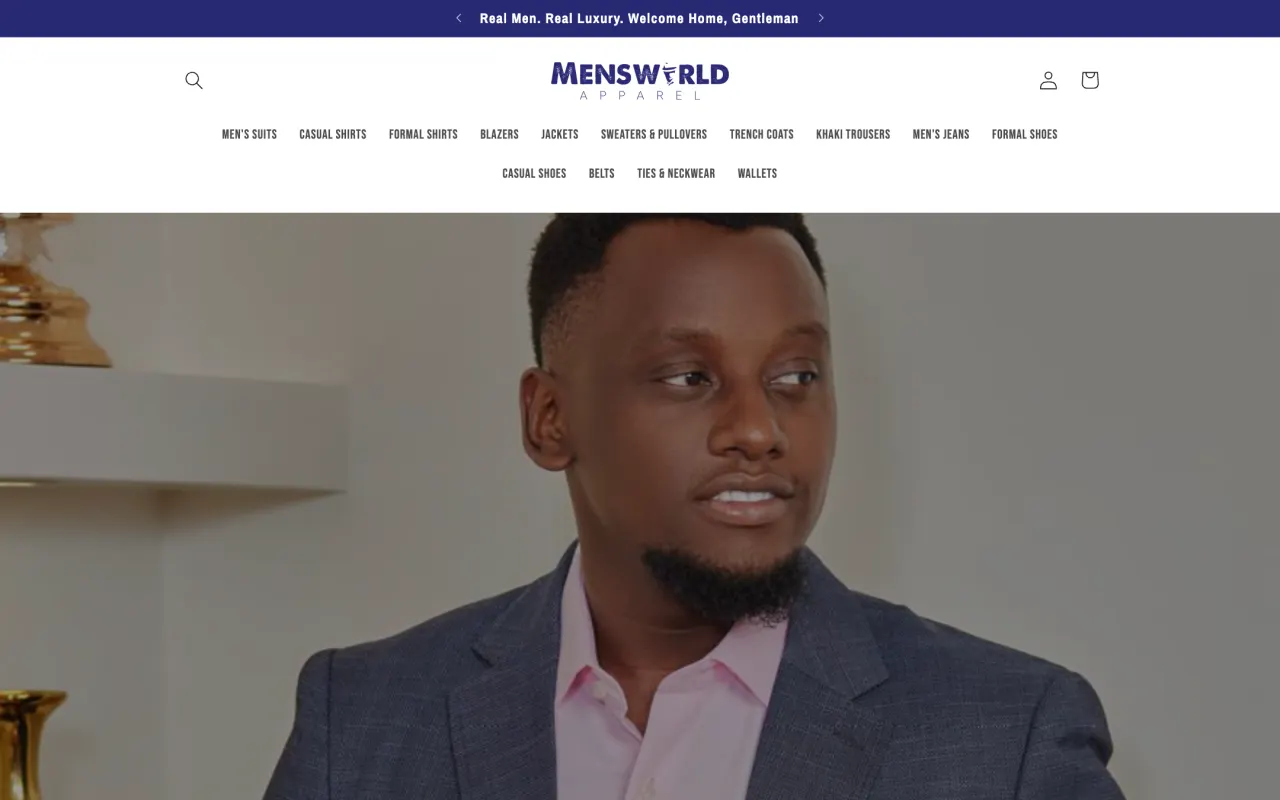 Real Men. Real Luxury. Welcome Home, Gentleman
MENSWORLD
APPAREL
MEN'S SUITS CASUAL SHIRTS FORMAL SHIRTS BLAZERS JACKETS SWEATERS & PULLOVERS TRENCH COATS KHAKI TROUSERS MEN'S JEANS FORMAL SHOES
CASUAL SHOES BELTS TIES & NECKWEAR WALLETS